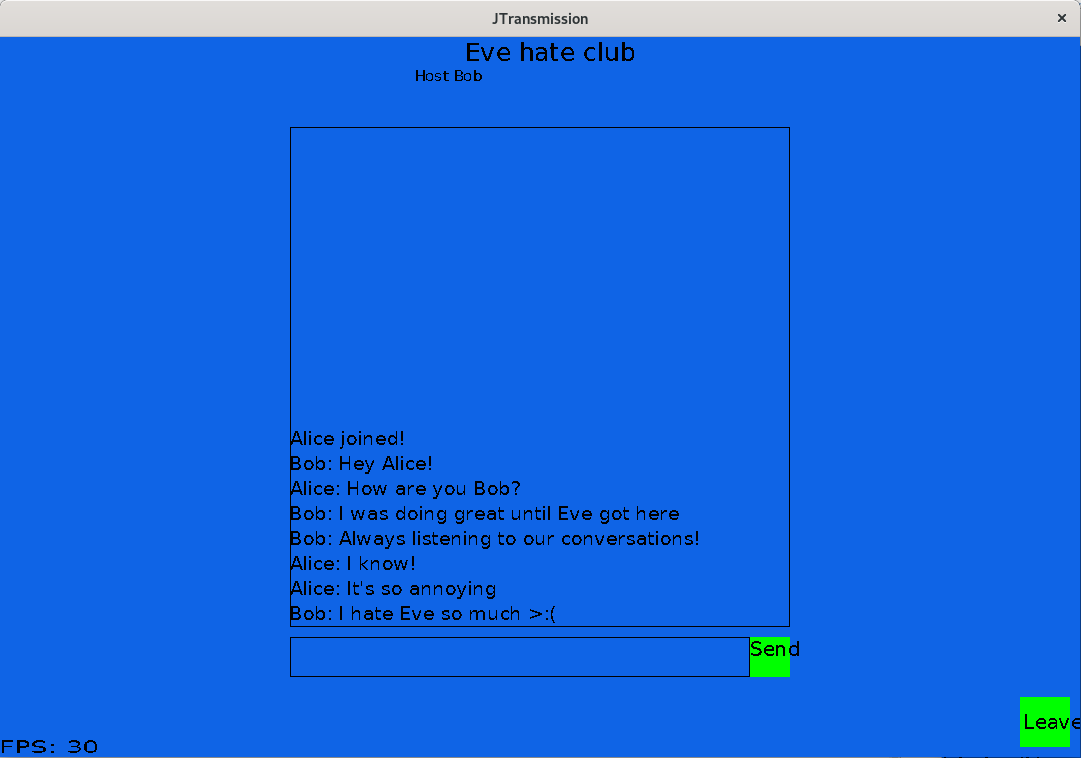 JTransmission
Eve hate club
Host Bob
Alice joined!
Bob: Hey Alice!
Alice: How are you Bob?
Bob: I was doing great until Eve got here
Bob: Always listening to our conversations!
Alice: I know!
Alice: It's so annoying
Bob: I hate Eve so much >:(
Send
Leave
FPS: 30